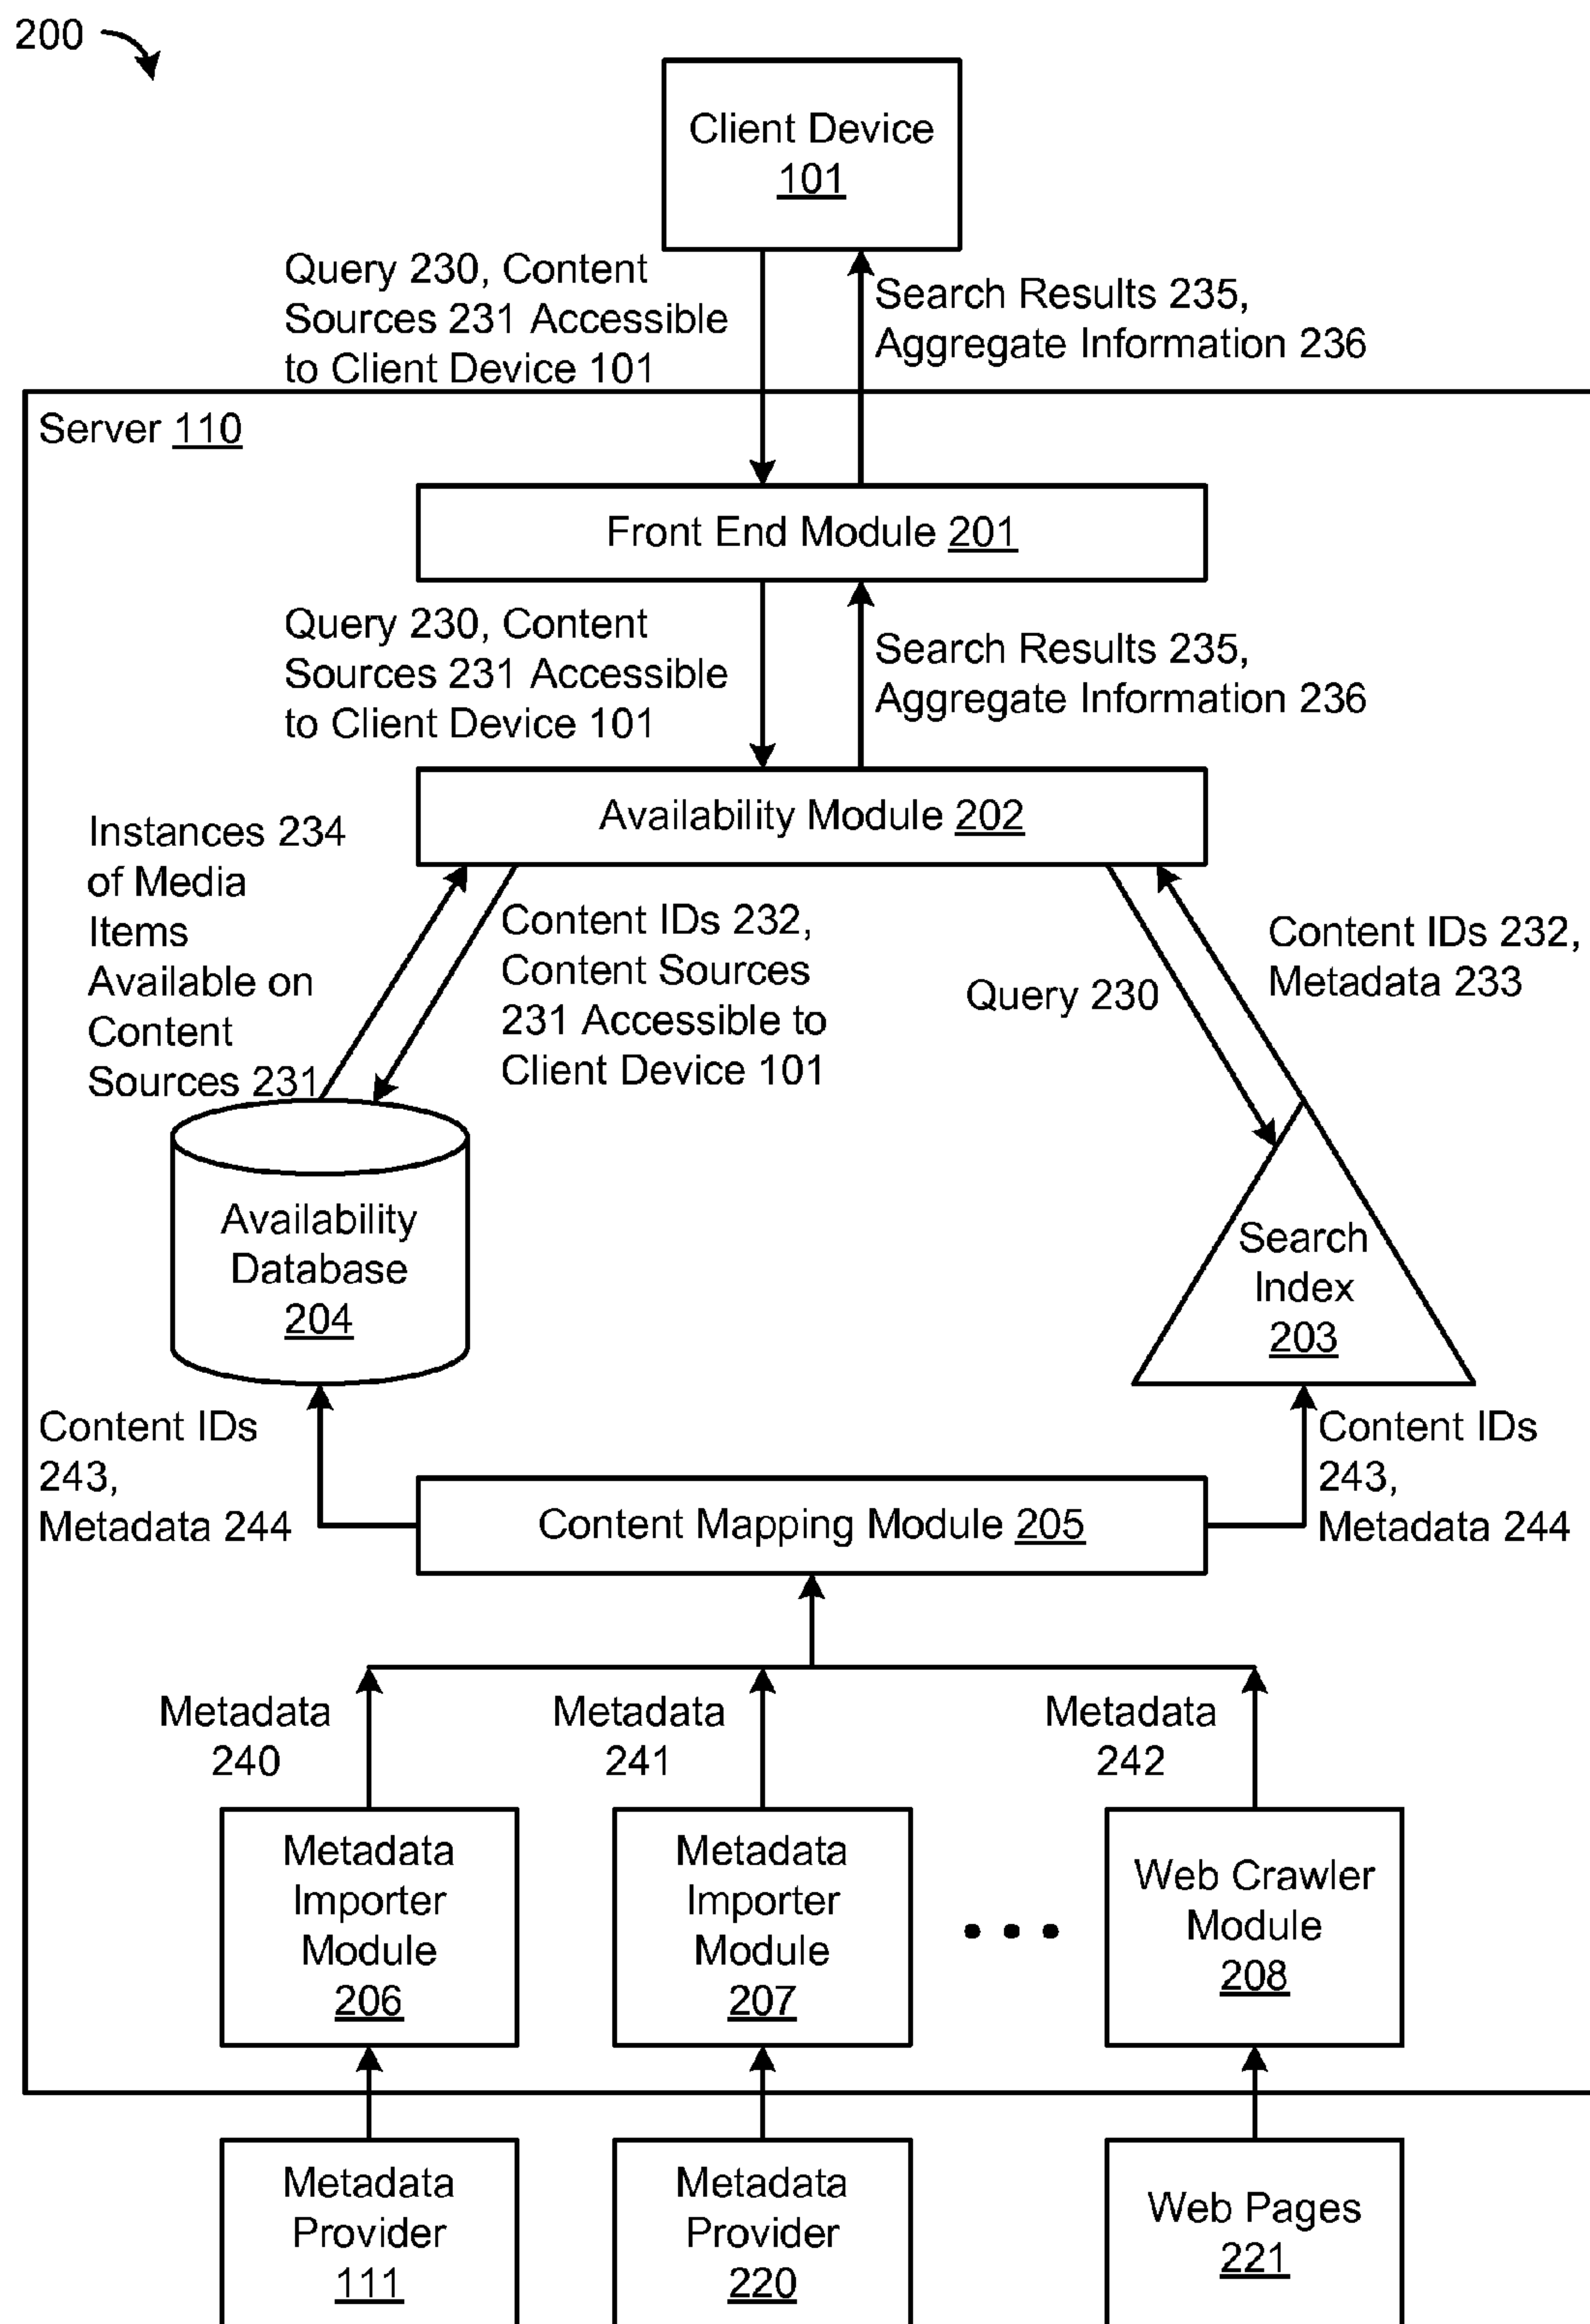 200
Client Device
101
Query 230, Content
Sources 231 Accessible
to Client Device 101
Search Results 235,
Aggregate Information 236
Server 110
Front End Module 201
Query 230, Content
Sources 231 Accessible
to Client Device 101
Search Results 235,
Aggregate Information 236
Availability Module 202
Instances 234
of Media
Items
Available on
Content
Sources 231
Content IDs 232,
Content Sources
231 Accessible to
Client Device 101
Query 230
Content IDs 232,
Metadata 233
Availability
Database
204
Search
Index
203
Content IDs
243,
Metadata 244
Content Mapping Module 205
Content IDs
243,
Metadata 244
Metadata
240
Metadata
241
Metadata
242
Metadata
Importer
Module
206
Metadata
Importer
Module
207
Web Crawler
Module
208
Metadata
Provider
111
Metadata
Provider
220
Web Pages
221